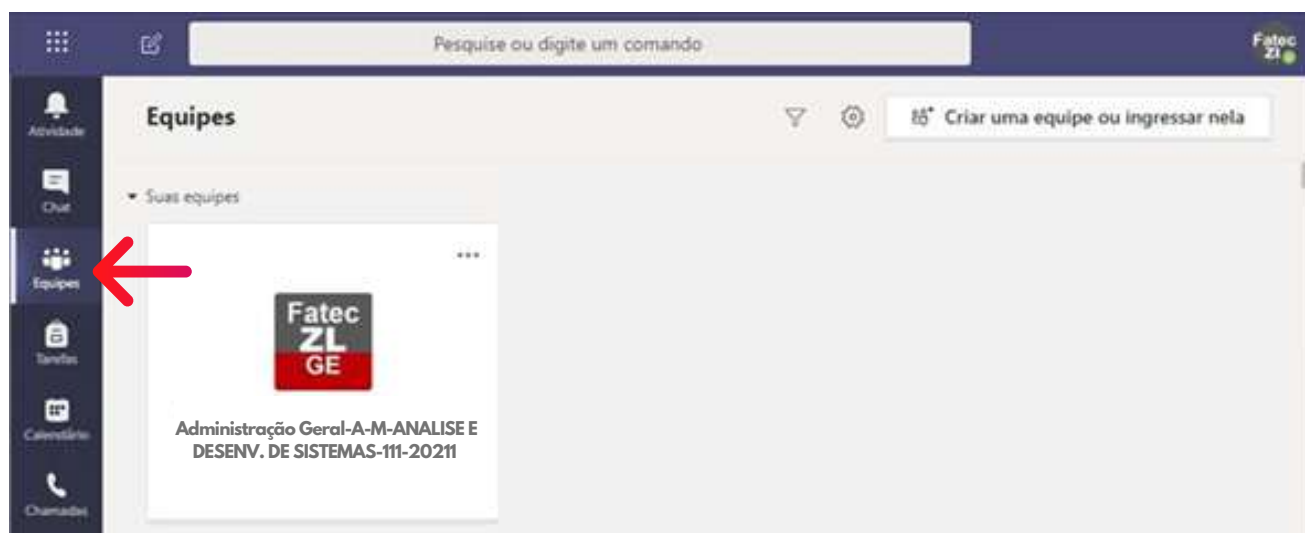 Pesquise ou digite um comando
Fatec
ZL
Atividade
Equipes
Criar uma equipe ou ingressar nela
Chat
Suas equipes
Equipes
Fatec
ZL
GE
Tarefas
Administração Geral-A-M-ANALISE E
DESENV. DE SISTEMAS-111-20211
Calendário
Chamadas